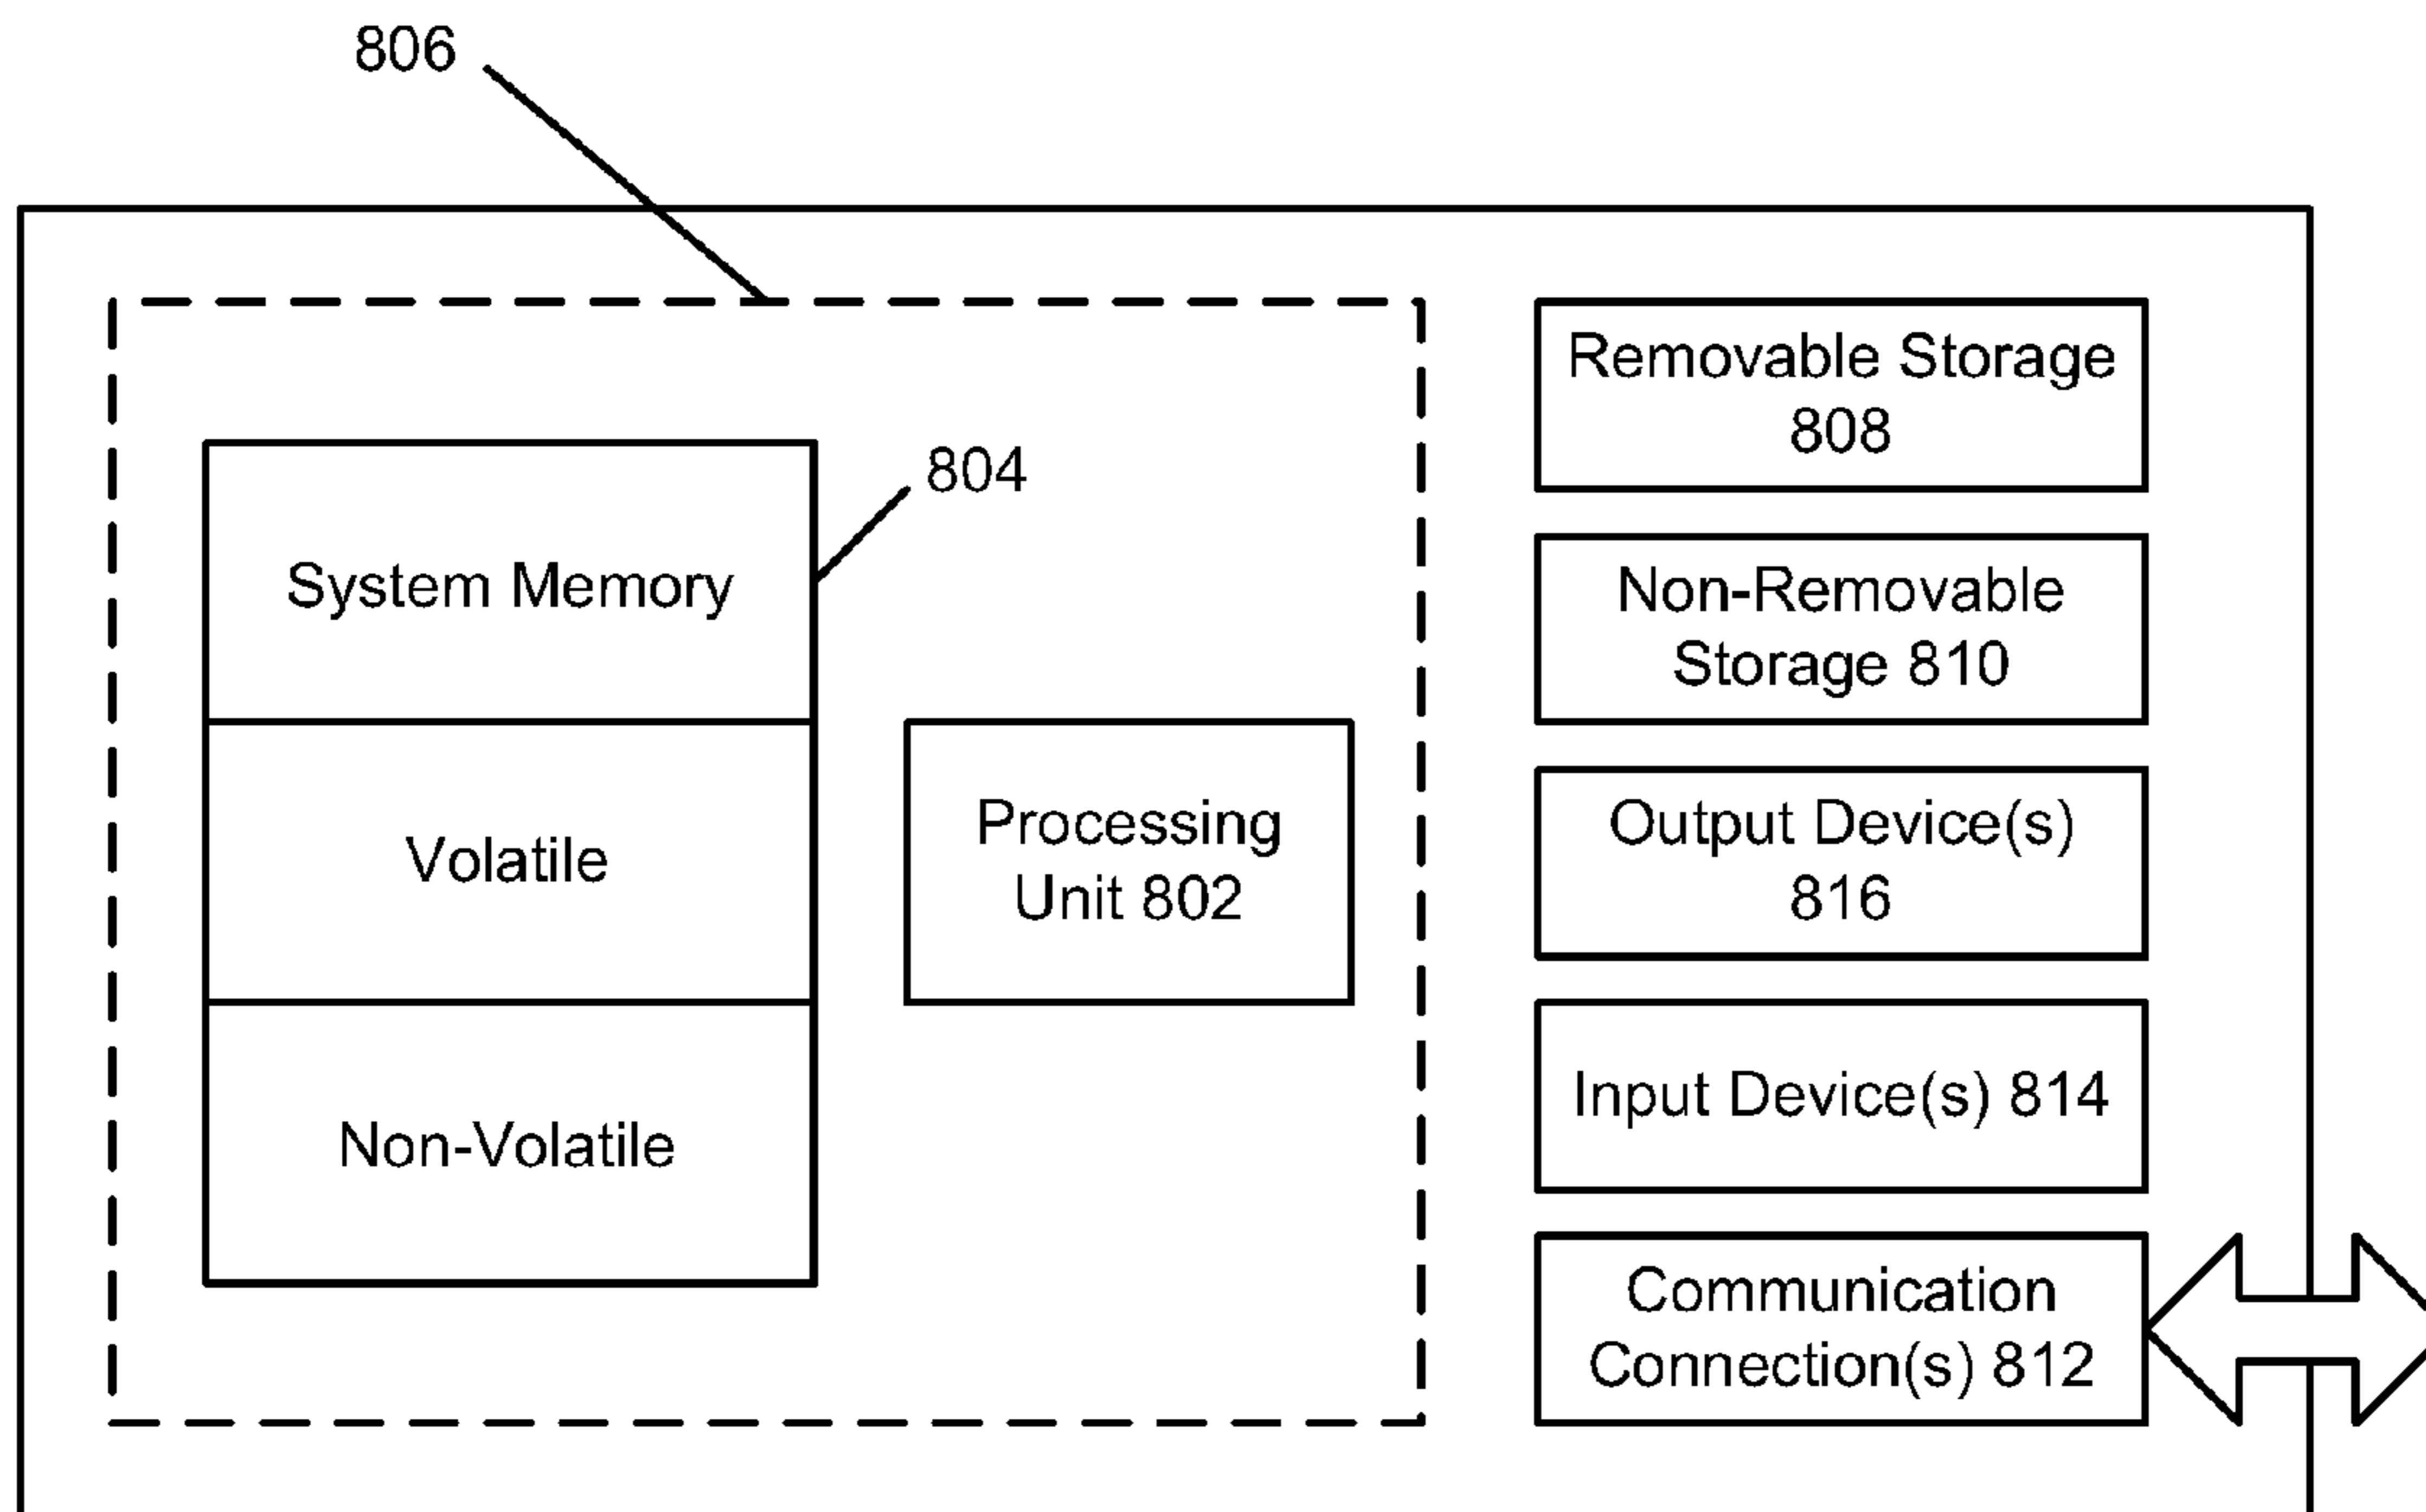 806
804
System Memory
Volatile
Non-Volatile
Processing
Unit 802
Removable Storage
808
Non-Removable
Storage 810
Output Device(s)
816
Input Device(s) 814
Communication
Connection(s) 812